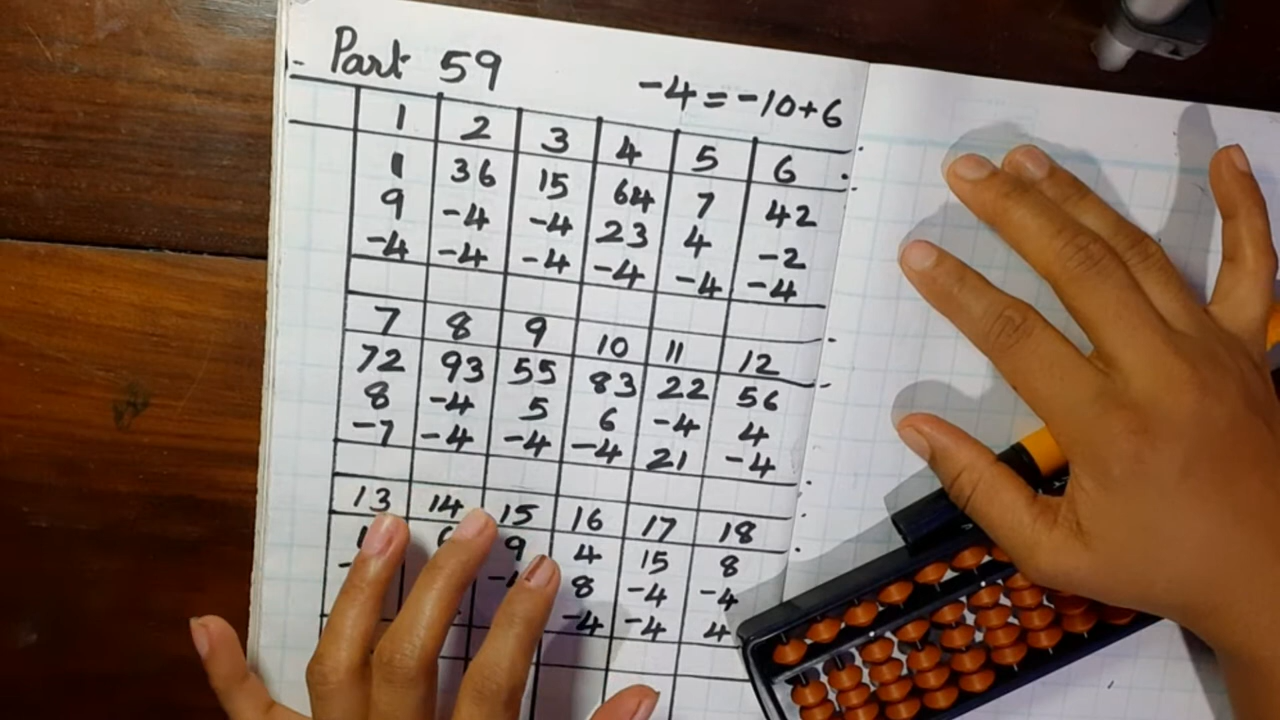 Part 59
-4=-10+6
1 2 3 4 5 6
1 36 15 64 7 42
9 -4 -4 23 4 -2
-4 -4 -4 -4 -4 -4
7 8 9 10 11 12
72 93 55 83 22 56
8 -4 5 6 -4 4
-7 -4 -4 -4 21 -4
13 14 15 16 17 18
9 4 15 8
8 -4 -4
-4 -4 4